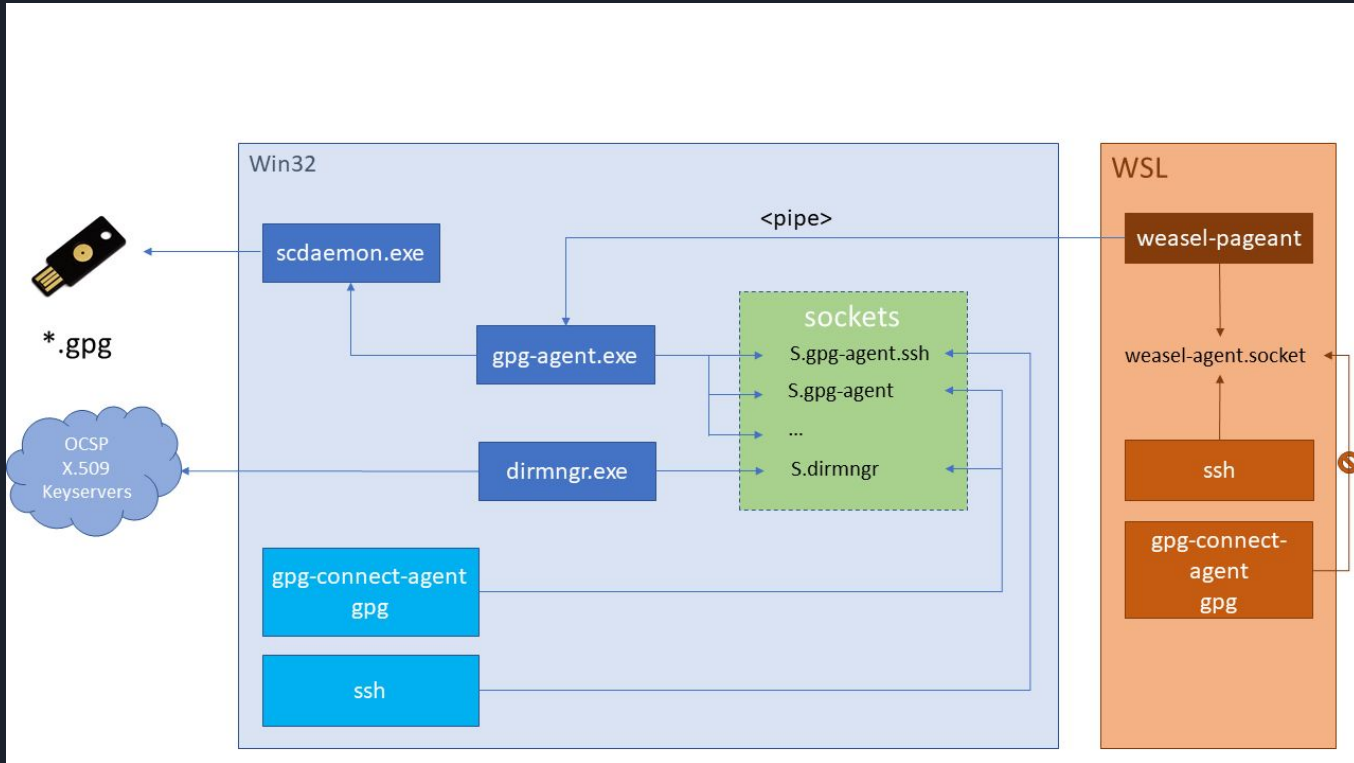 Win32
WSL
<pipe>
scdaemon.exe
weasel-pageant
*.gpg
sockets
gpg-agent.exe
S.gpg-agent.ssh
weasel-agent.socket
S.gpg-agent
...
OCSP
X.509
Keyservers
dirmngr.exe
S.dirmngr
ssh
gpg-connect-agent
gpg
gpg-connect-
agent
gpg
ssh